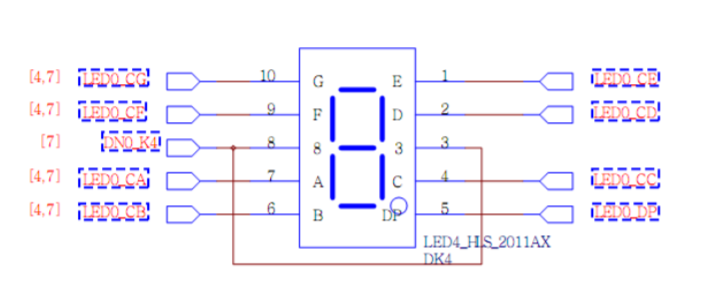 [4,7] LED0_CG 10 G E 1 LED0_CE
[4,7] LED0_CF 9 F D 2 LED0_CD
[7] DN0_K4 8 8 3 3
[4,7] LED0_CA 7 A C 4 LED0_CC
[4,7] LED0_CB 6 B DP 5 LED0_DP
LED4_HLS_2011AX
DK4